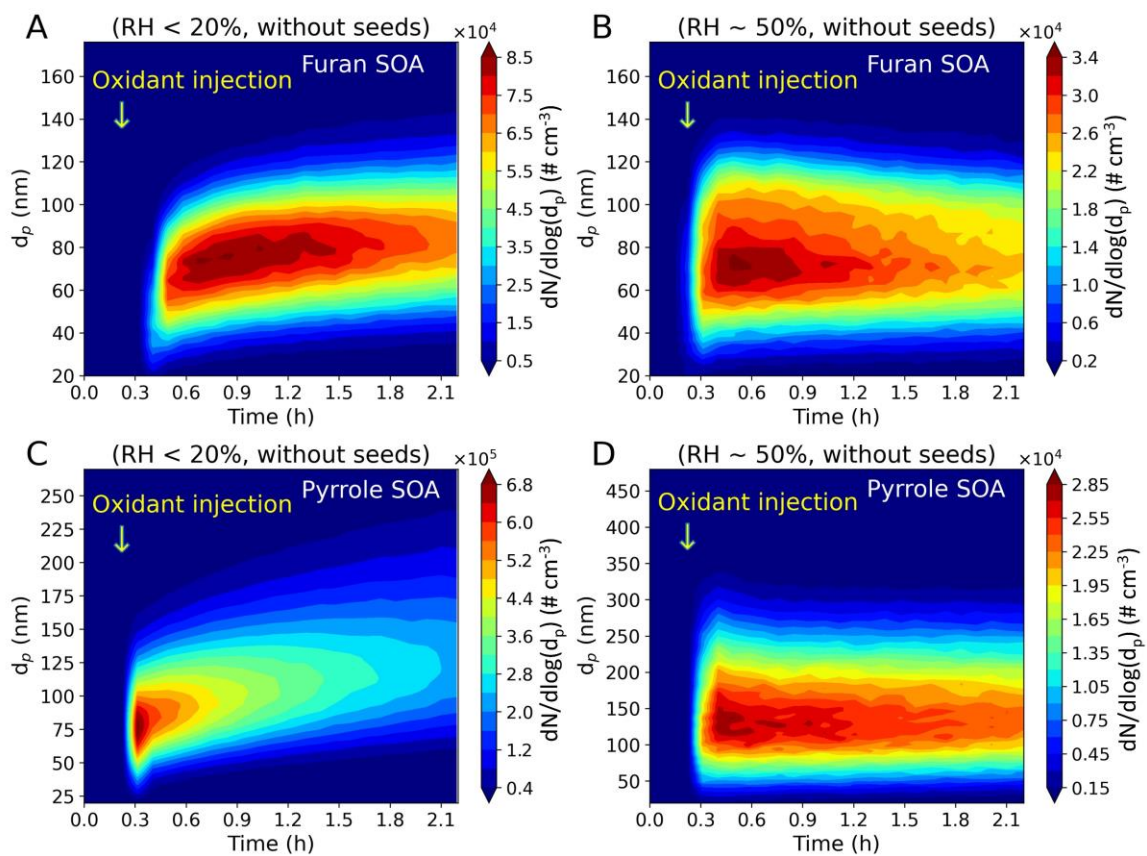 A
(RH < 20%, without seeds)
×10⁴
Furan SOA
Oxidant injection
↓
160
140
120
100
80
60
40
20
dₚ (nm)
0.0 0.3 0.6 0.9 1.2 1.5 1.8 2.1
Time (h)
8.5
7.5
6.5
5.5
4.5
3.5
2.5
1.5
0.5
dN/dlog(dₚ) (# cm⁻³)
B
(RH ~ 50%, without seeds)
×10⁴
Furan SOA
Oxidant injection
↓
160
140
120
100
80
60
40
20
dₚ (nm)
0.0 0.3 0.6 0.9 1.2 1.5 1.8 2.1
Time (h)
3.4
3.0
2.6
2.2
1.8
1.4
1.0
0.6
0.2
dN/dlog(dₚ) (# cm⁻³)
C
(RH < 20%, without seeds)
×10⁵
Pyrrole SOA
Oxidant injection
↓
250
225
200
175
150
125
100
75
50
25
dₚ (nm)
0.0 0.3 0.6 0.9 1.2 1.5 1.8 2.1
Time (h)
6.8
6.0
5.2
4.4
3.6
2.8
2.0
1.2
0.4
dN/dlog(dₚ) (# cm⁻³)
D
(RH ~ 50%, without seeds)
×10⁴
Pyrrole SOA
Oxidant injection
↓
450
400
350
300
250
200
150
100
50
dₚ (nm)
0.0 0.3 0.6 0.9 1.2 1.5 1.8 2.1
Time (h)
2.85
2.55
2.25
1.95
1.65
1.35
1.05
0.75
0.45
0.15
dN/dlog(dₚ) (# cm⁻³)